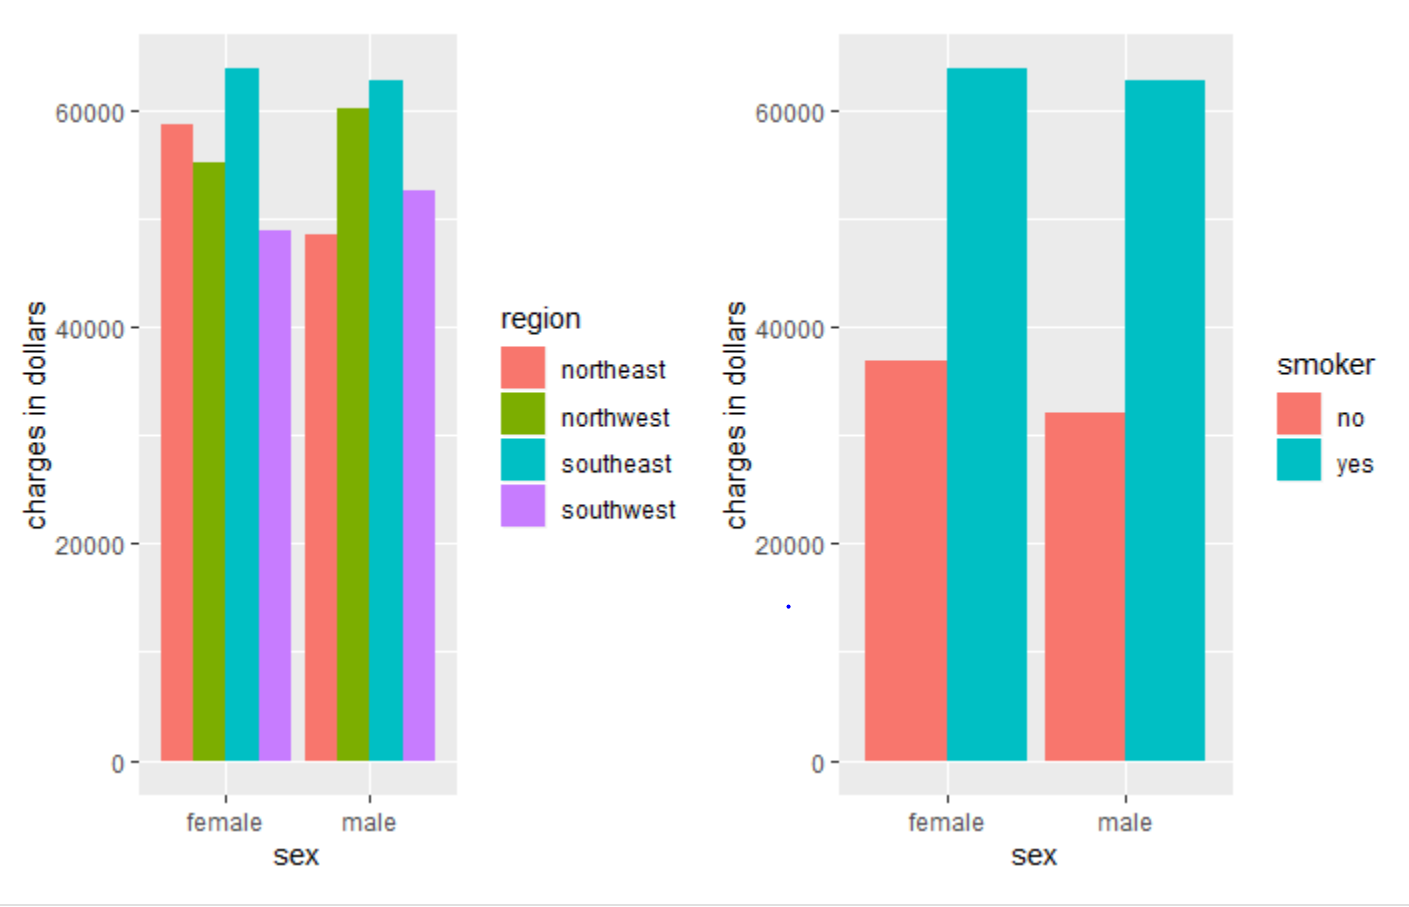 60000
40000
20000
0
charges in dollars
female male
sex
region
northeast
northwest
southeast
southwest
60000
40000
20000
0
charges in dollars
female male
sex
smoker
no
yes